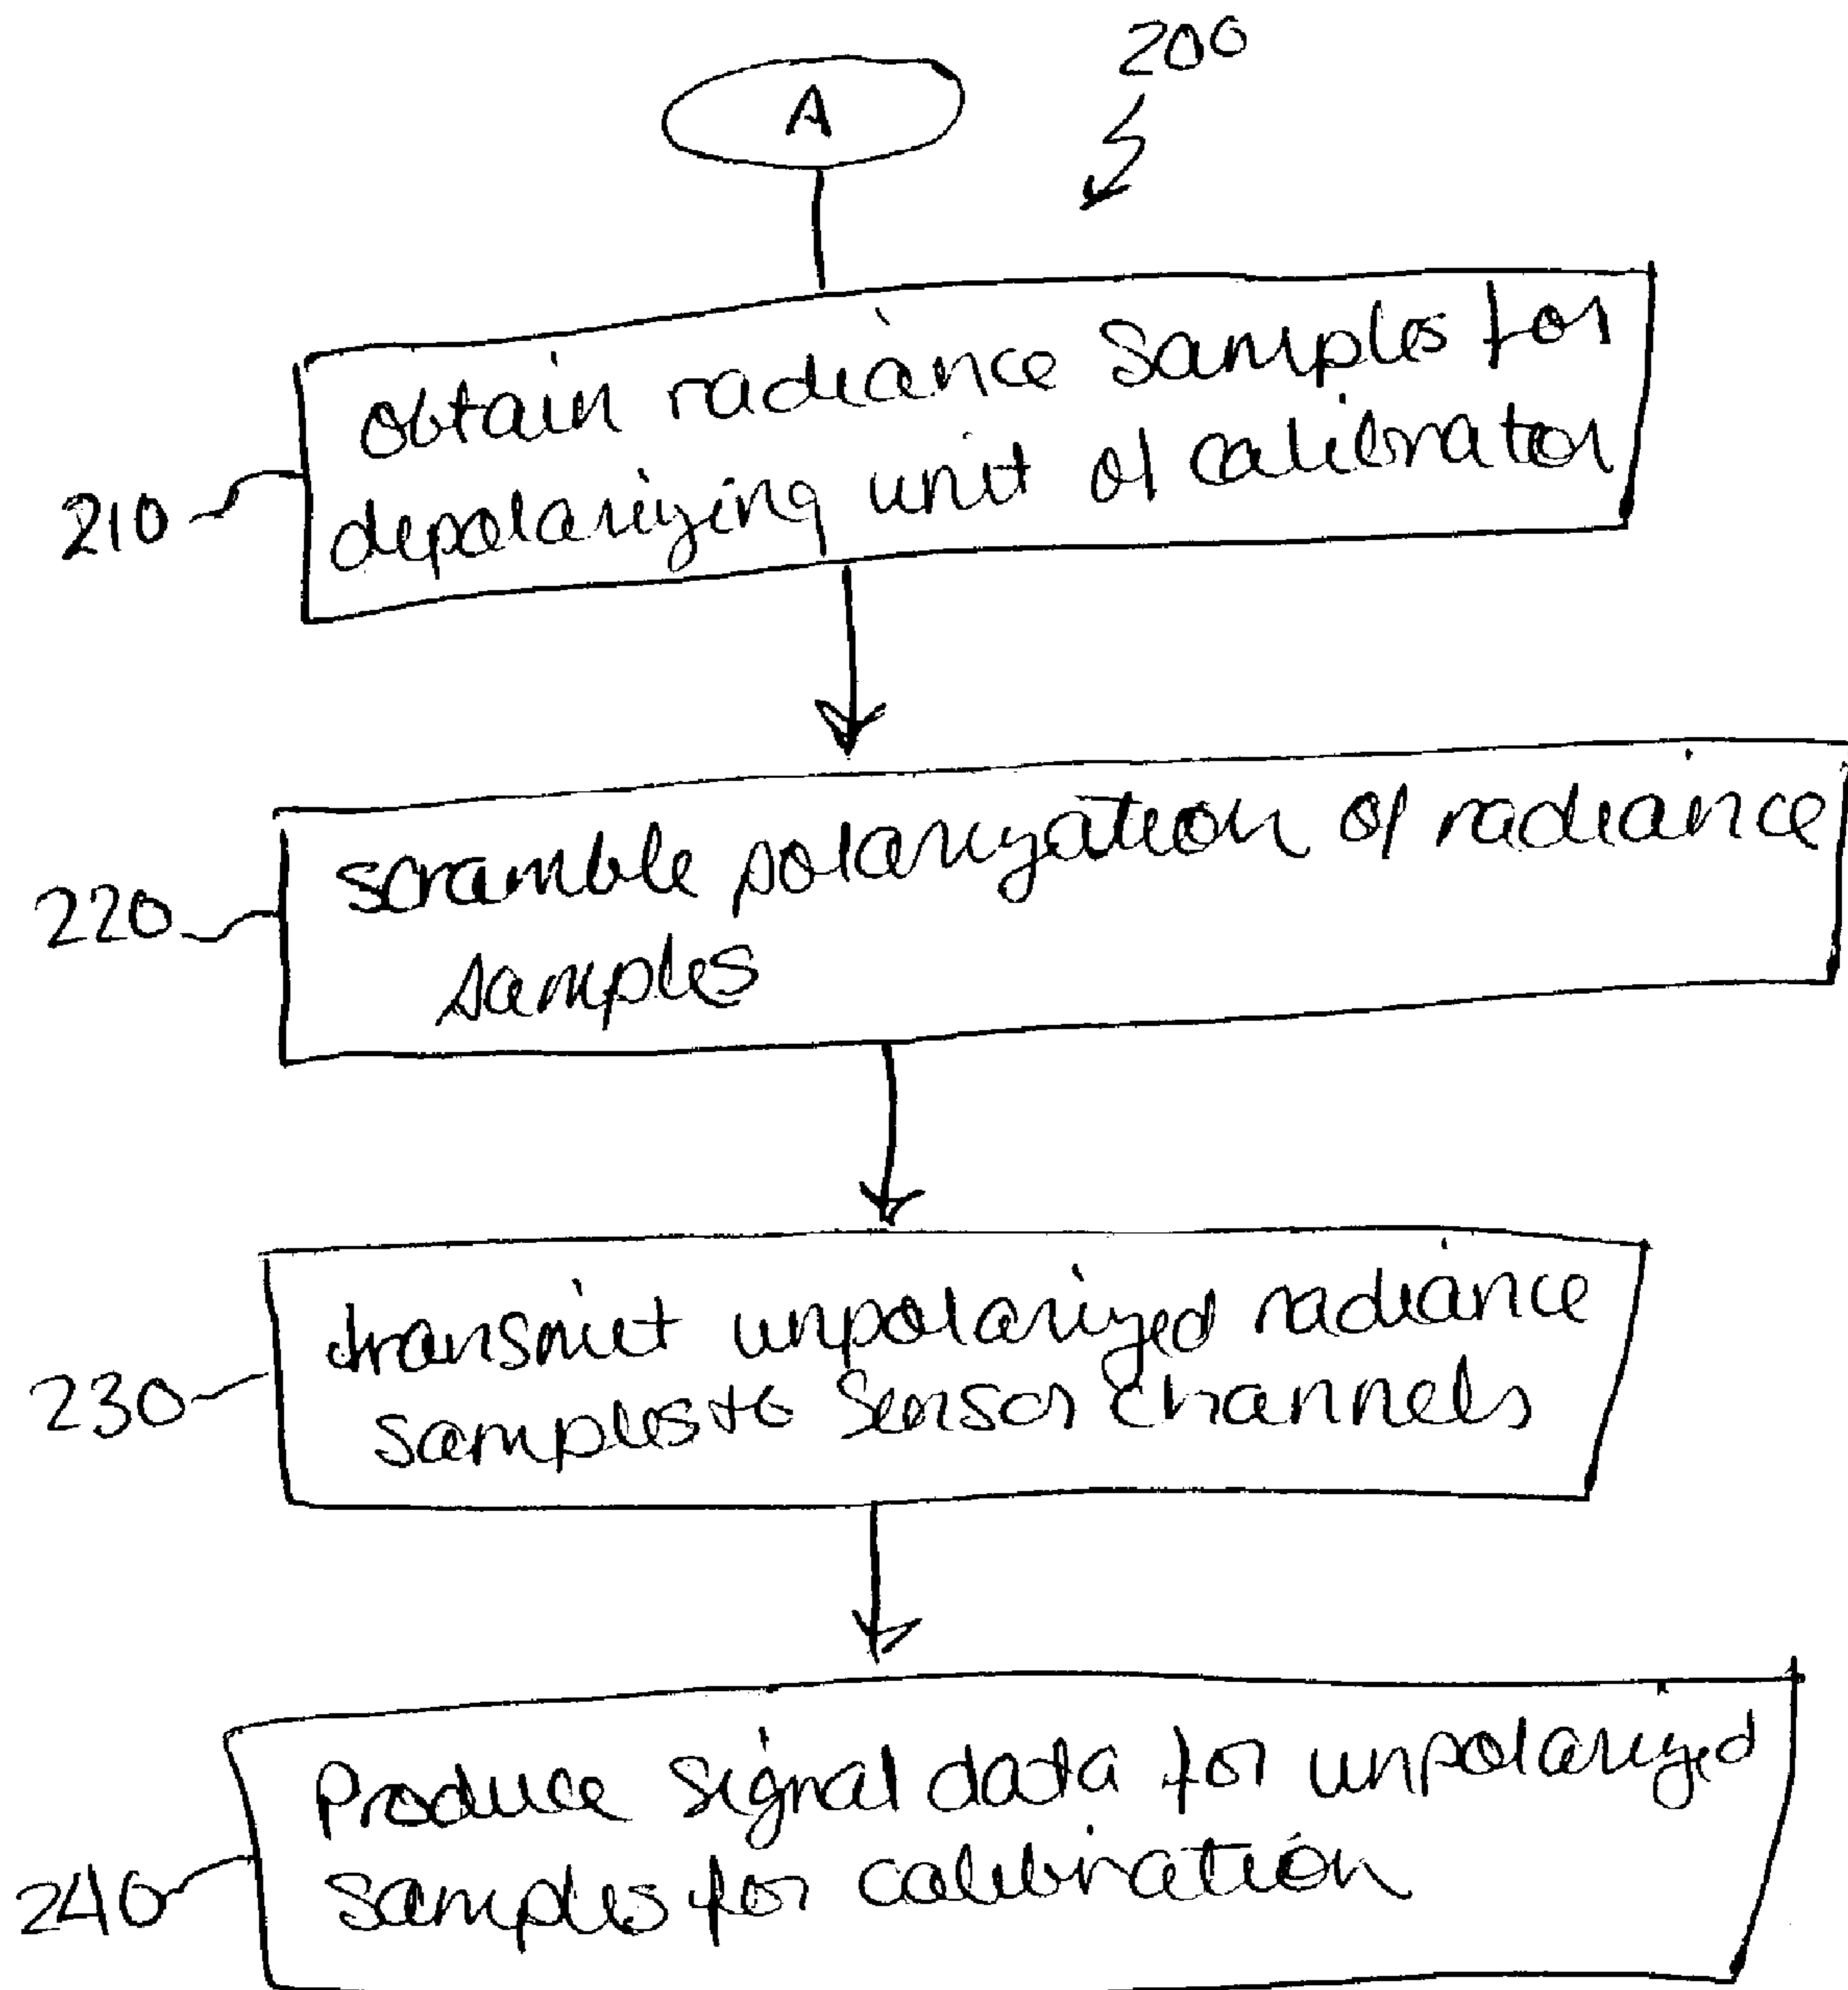 200
A
obtain radiance samples for
210
depolarizing unit of calibrator
scramble polarization of radiance
220
samples
transmit unpolarized radiance
230
samples to sensor channels
Produce signal data for unpolarized
240
samples for calibration